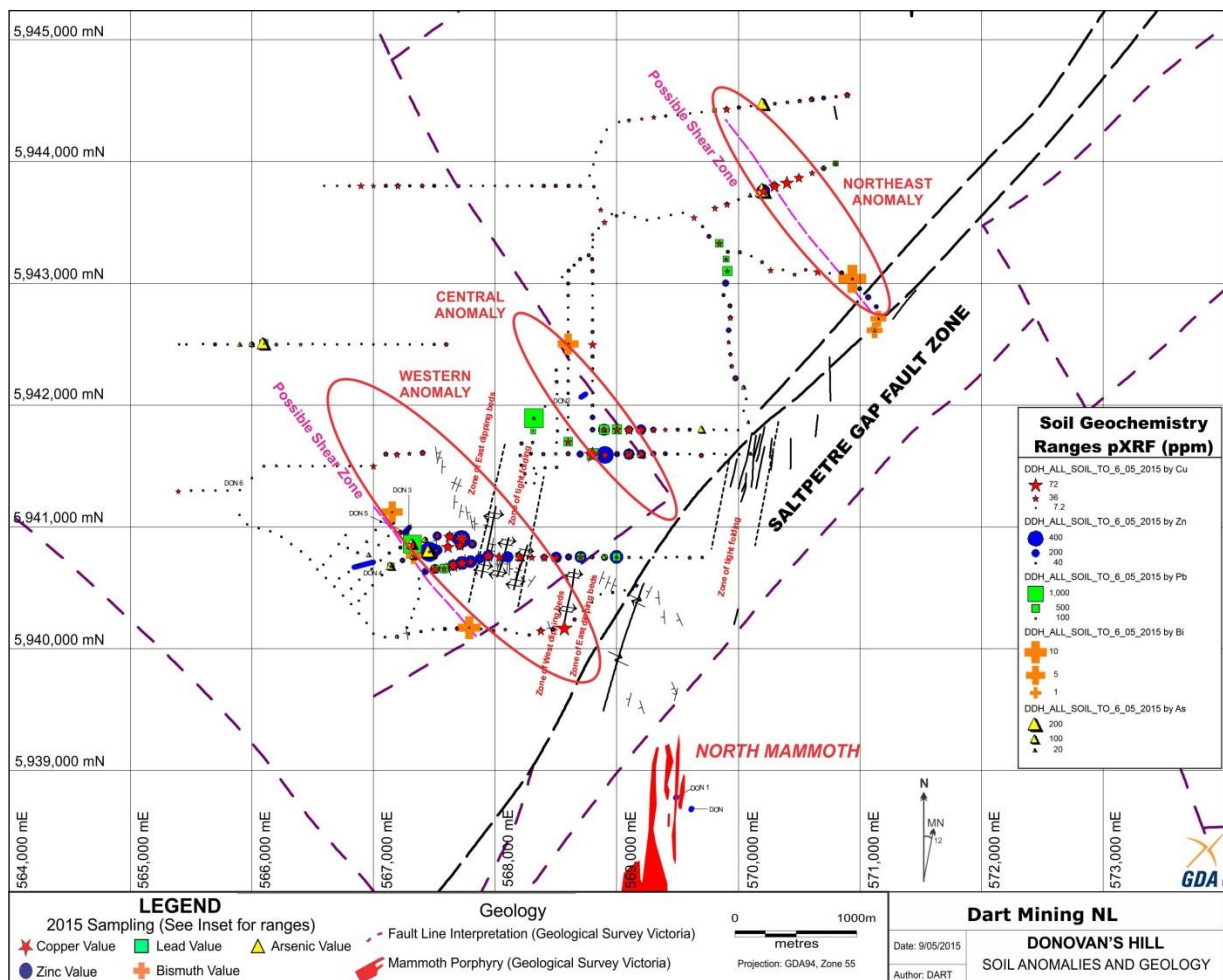 5,945,000 mN
5,944,000 mN
5,943,000 mN
5,942,000 mN
5,941,000 mN
5,940,000 mN
5,939,000 mN
Possible Shear Zone
NORTHEAST
ANOMALY
CENTRAL
ANOMALY
WESTERN
ANOMALY
Possible Shear Zone
SALTPETRE GAP FAULT ZONE
DON2
Zone of East dipping beds
Zone of tight folding
DON 6
DON 3
DON 5
DON 4
Zone of West dipping beds
Zone of East dipping beds
Zone of tight folding
NORTH MAMMOTH
DON 1
DON
Soil Geochemistry
Ranges pXRF (ppm)
DDH_ALL_SOIL_TO_6_05_2015 by Cu
72
36
7.2
DDH_ALL_SOIL_TO_6_05_2015 by Zn
400
200
40
DDH_ALL_SOIL_TO_6_05_2015 by Pb
1,000
500
100
DDH_ALL_SOIL_TO_6_05_2015 by Bi
10
5
1
DDH_ALL_SOIL_TO_6_05_2015 by As
200
100
20
N
MN
12
GDA
564,000 mE
565,000 mE
566,000 mE
567,000 mE
568,000 mE
569,000 mE
570,000 mE
571,000 mE
572,000 mE
573,000 mE
LEGEND
2015 Sampling (See Inset for ranges)
Copper Value
Lead Value
Arsenic Value
Zinc Value
Bismuth Value
Geology
Fault Line Interpretation (Geological Survey Victoria)
Mammoth Porphyry (Geological Survey Victoria)
0 1000m
metres
Projection: GDA94, Zone 55
Dart Mining NL
Date: 9/05/2015
Author: DART
DONOVAN'S HILL
SOIL ANOMALIES AND GEOLOGY